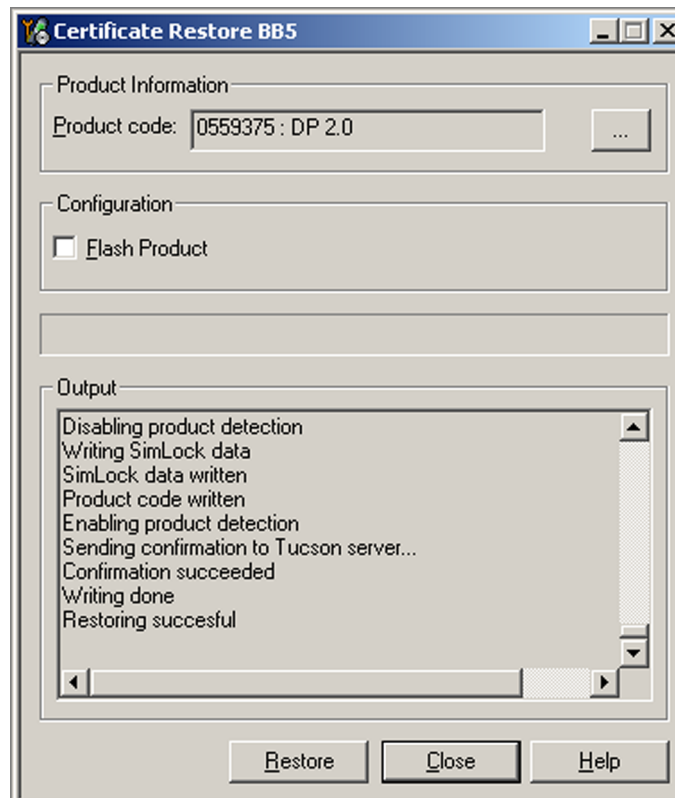 Certificate Restore BB5
Product Information
Product code: 0559375 : DP 2.0
...
Configuration
Flash Product
Output
Disabling product detection
Writing SimLock data
SimLock data written
Product code written
Enabling product detection
Sending confirmation to Tucson server...
Confirmation succeeded
Writing done
Restoring succesful
Restore Close Help